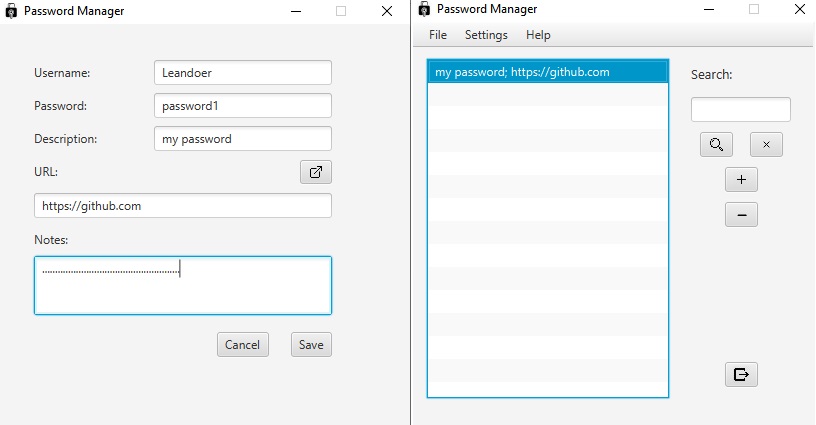 Password Manager
Username: Leandoer
Password: password1
Description: my password
URL:
https://github.com
Notes:
.......................................................
Cancel Save
Password Manager
File Settings Help
my password; https://github.com
Search: